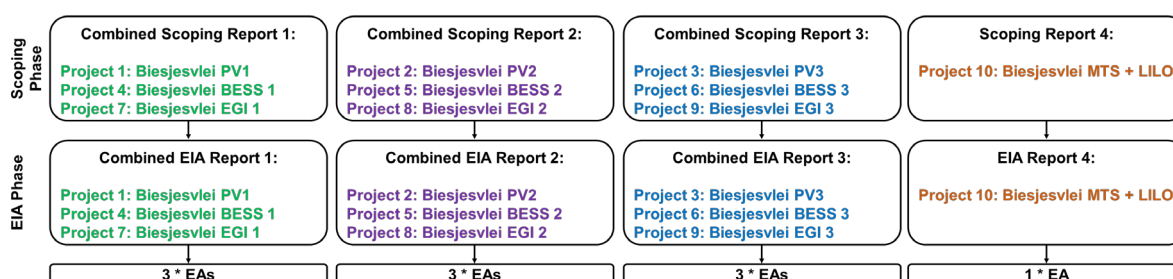 Scoping
Phase
Combined Scoping Report 1:
Project 1: Biesjesvlei PV1
Project 4: Biesjesvlei BESS 1
Project 7: Biesjesvlei EGI 1
Combined Scoping Report 2:
Project 2: Biesjesvlei PV2
Project 5: Biesjesvlei BESS 2
Project 8: Biesjesvlei EGI 2
Combined Scoping Report 3:
Project 3: Biesjesvlei PV3
Project 6: Biesjesvlei BESS 3
Project 9: Biesjesvlei EGI 3
Scoping Report 4:
Project 10: Biesjesvlei MTS + LILO
EIA Phase
Combined EIA Report 1:
Project 1: Biesjesvlei PV1
Project 4: Biesjesvlei BESS 1
Project 7: Biesjesvlei EGI 1
Combined EIA Report 2:
Project 2: Biesjesvlei PV2
Project 5: Biesjesvlei BESS 2
Project 8: Biesjesvlei EGI 2
Combined EIA Report 3:
Project 3: Biesjesvlei PV3
Project 6: Biesjesvlei BESS 3
Project 9: Biesjesvlei EGI 3
EIA Report 4:
Project 10: Biesjesvlei MTS + LILO
3 * EAs
3 * EAs
3 * EAs
1 * EA